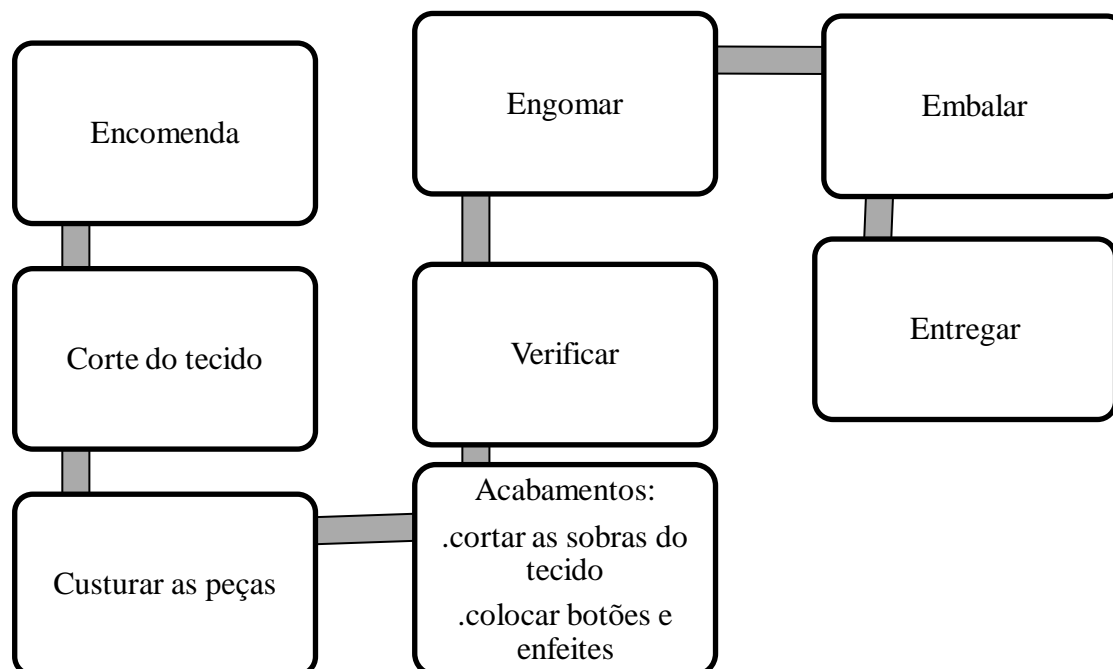 Encomenda
Corte do tecido
Custurar as peças
Acabamentos:
.cortar as sobras do
tecido
.colocar botões e
enfeites
Verificar
Engomar
Embalar
Entregar